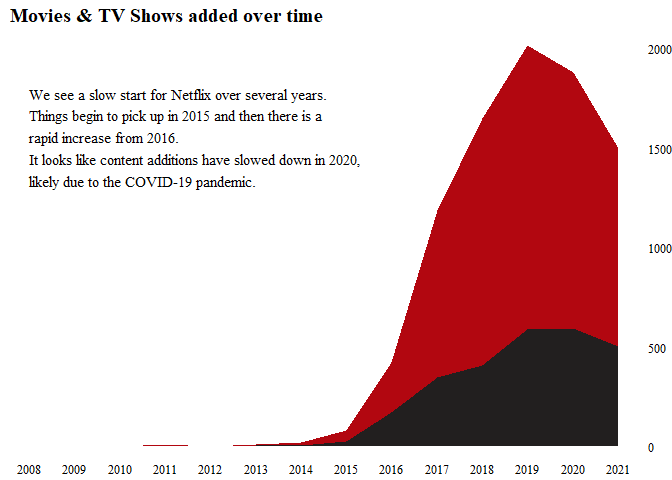 Movies & TV Shows added over time
We see a slow start for Netflix over several years.
Things begin to pick up in 2015 and then there is a
rapid increase from 2016.
It looks like content additions have slowed down in 2020,
likely due to the COVID-19 pandemic.
2000
1500
1000
500
0
2008 2009 2010 2011 2012 2013 2014 2015 2016 2017 2018 2019 2020 2021